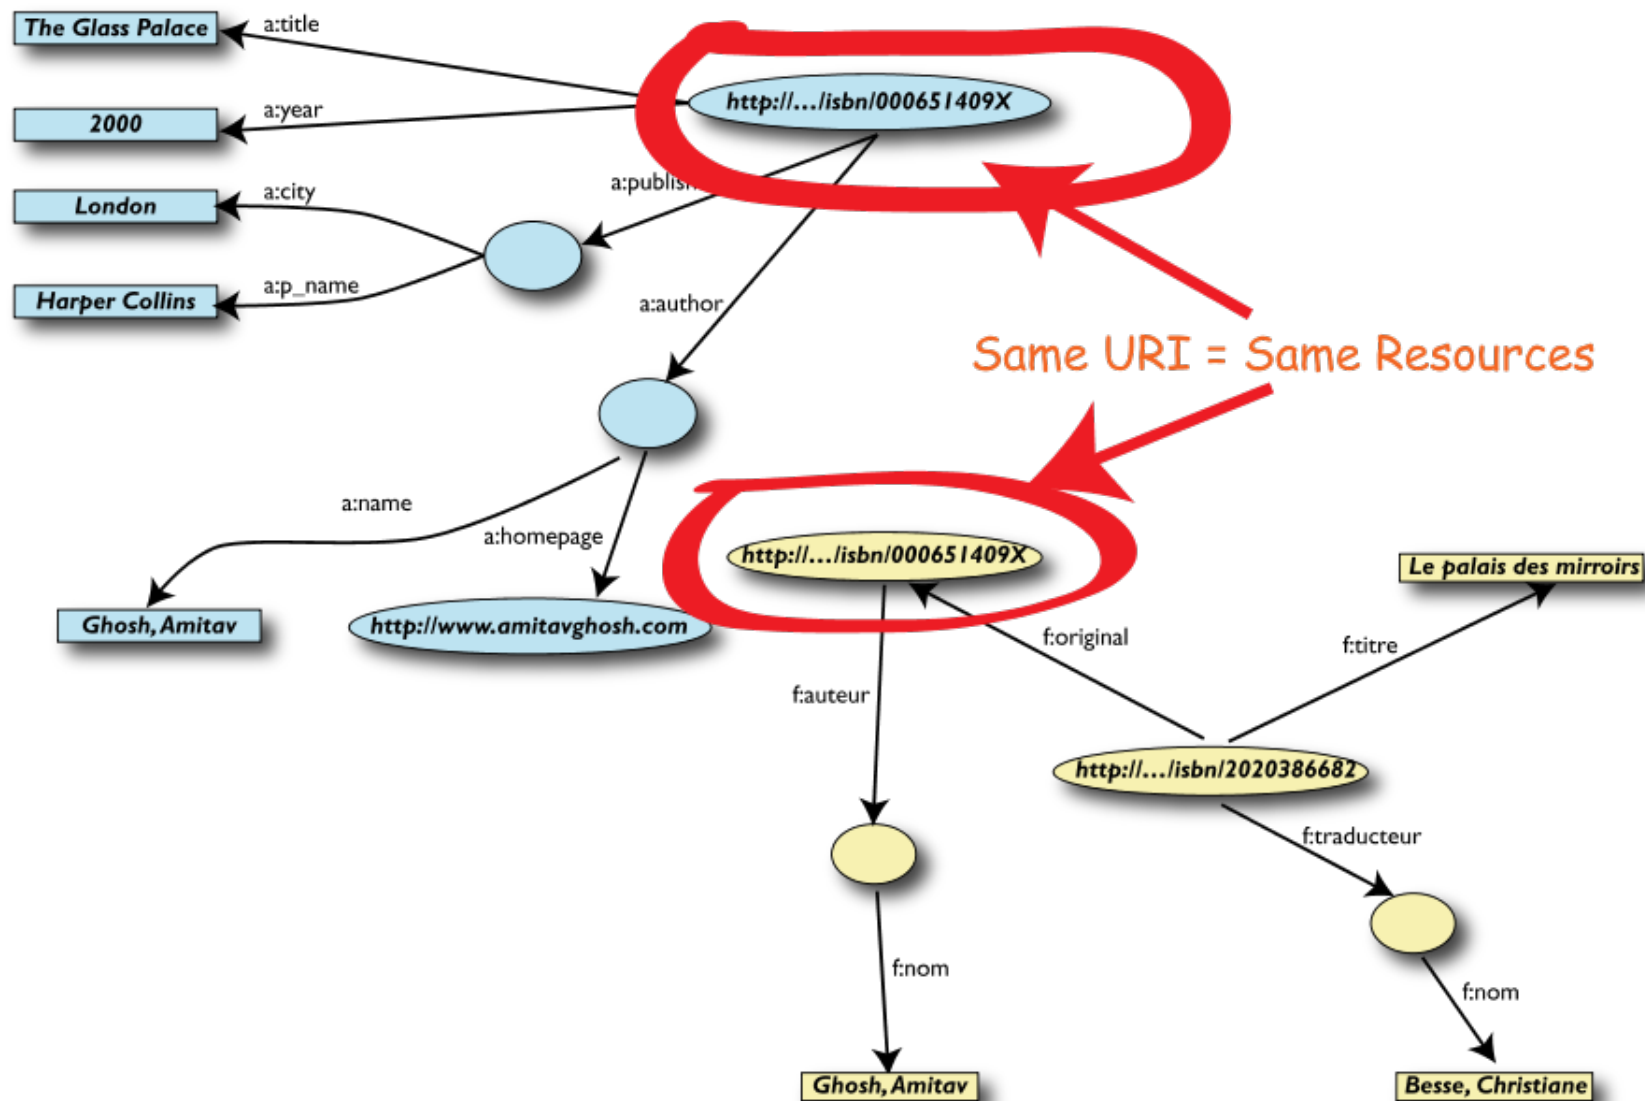 The Glass Palace
a:title
http://…/isbn/000651409X
2000
a:year
London
a:city
a:publish
Harper Collins
a:p_name
a:author
Same URI = Same Resources
a:name
a:homepage
http://…/isbn/000651409X
Le palais des mirroirs
Ghosh, Amitav
http://www.amitavghosh.com
f:original
f:titre
f:auteur
http://…/isbn/2020386682
f:traducteur
f:nom
f:nom
Ghosh, Amitav
Besse, Christiane